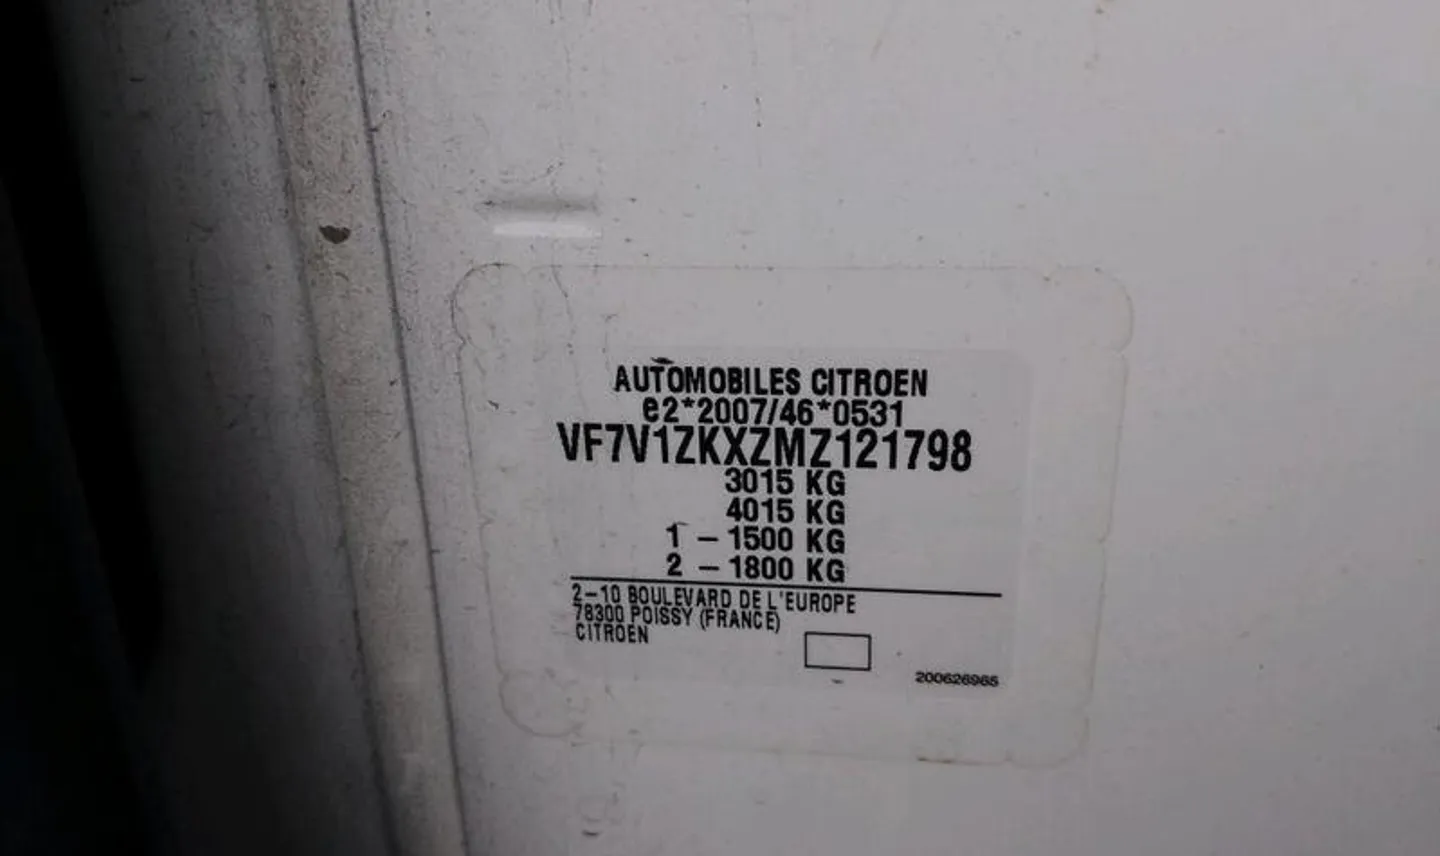 AUTOMOBILES CITROEN
e2*2007/46*0531
VF7V1ZKXZMZ121798
3015 KG
4015 KG
1 - 1500 KG
2 - 1800 KG
2-10 BOULEVARD DE L'EUROPE
78300 POISSY (FRANCE)
CITROEN
200626965